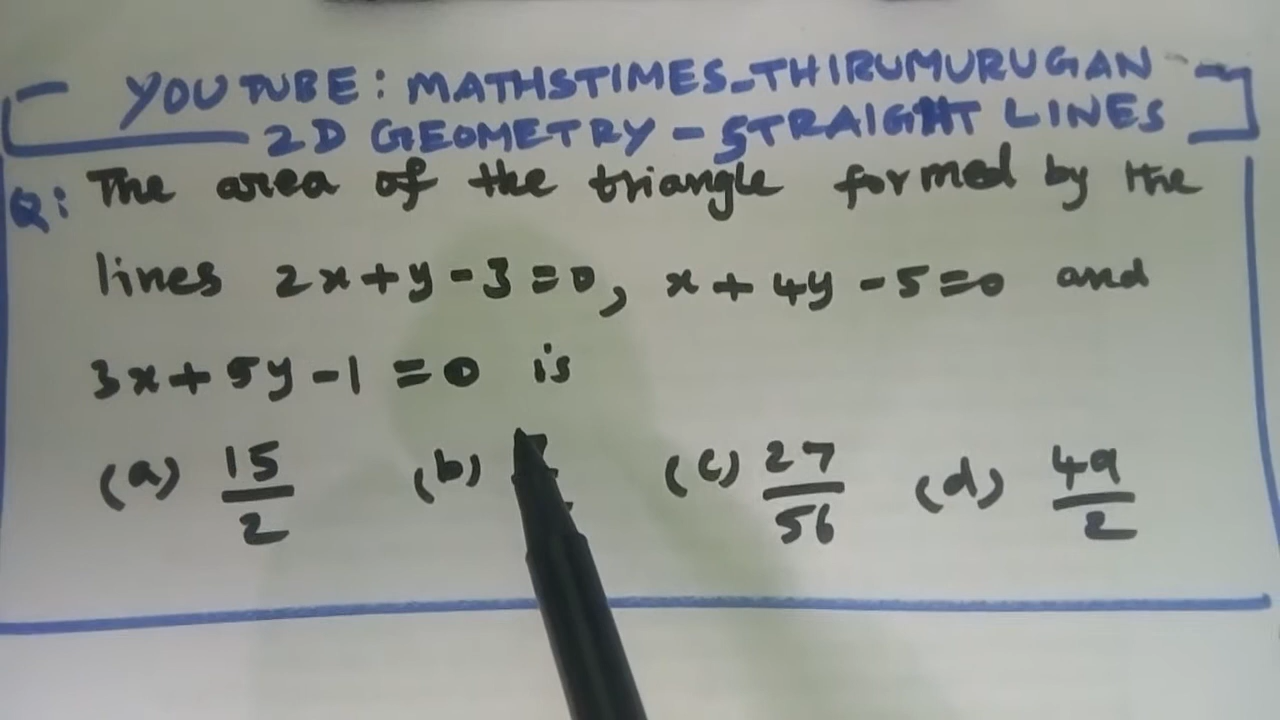 YOUTUBE: MATHSTIMES_THIRUMURUGAN
2D GEOMETRY - STRAIGHT LINES
Q: The area of the triangle formed by the
lines 2x+y-3=0, x+4y-5=0 and
3x+5y-1=0 is
(a) 15/2 (b) (c) 27/56 (d) 49/2